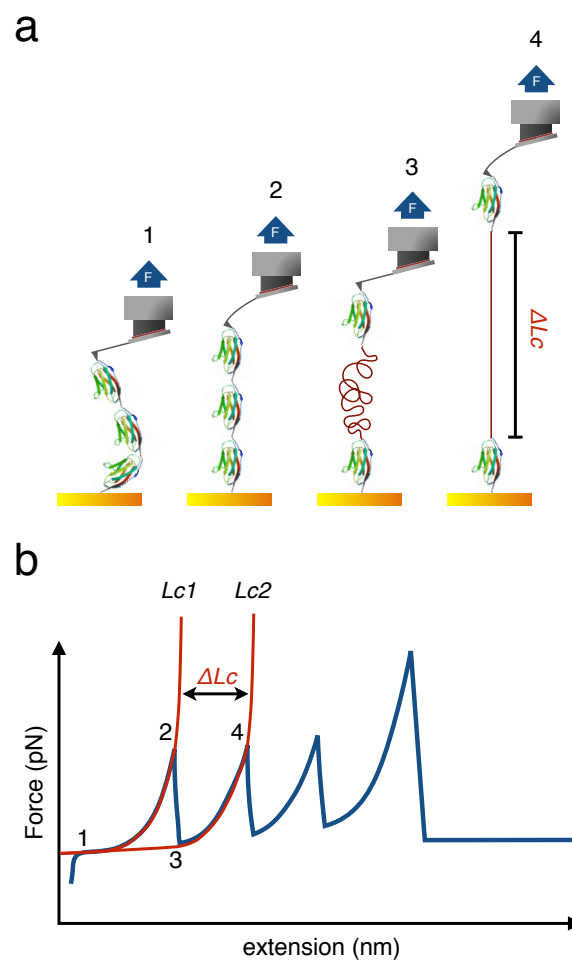 a
4
F
3
F
2
F
1
F
ΔLc
b
Lc1 Lc2
ΔLc
2 4
1
3
Force (pN)
extension (nm)